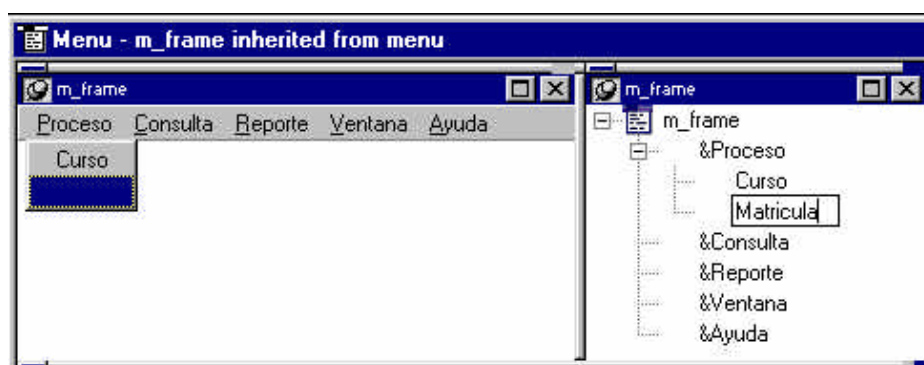 Menu - m_frame inherited from menu
m_frame
Proceso Consulta Reporte Ventana Ayuda
Curso
m_frame
m_frame
&Proceso
Curso
Matricula
&Consulta
&Reporte
&Ventana
&Ayuda